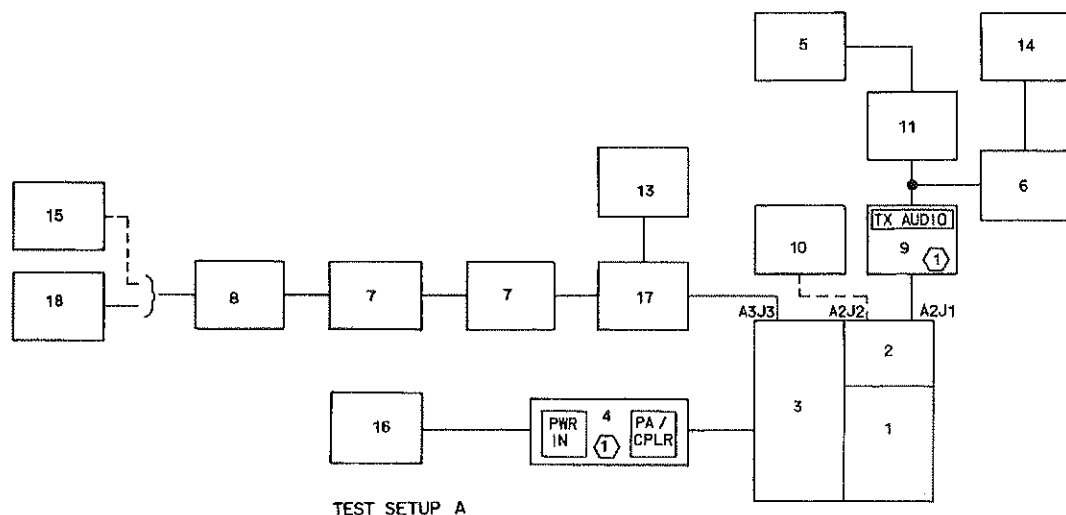 5
14
11
13
6
15
TX AUDIO
10
9
1
18
8
7
7
17
A3J3
A2J2
A2J1
2
3
16
PWR IN
4
1
PA / CPLR
1
TEST SETUP A